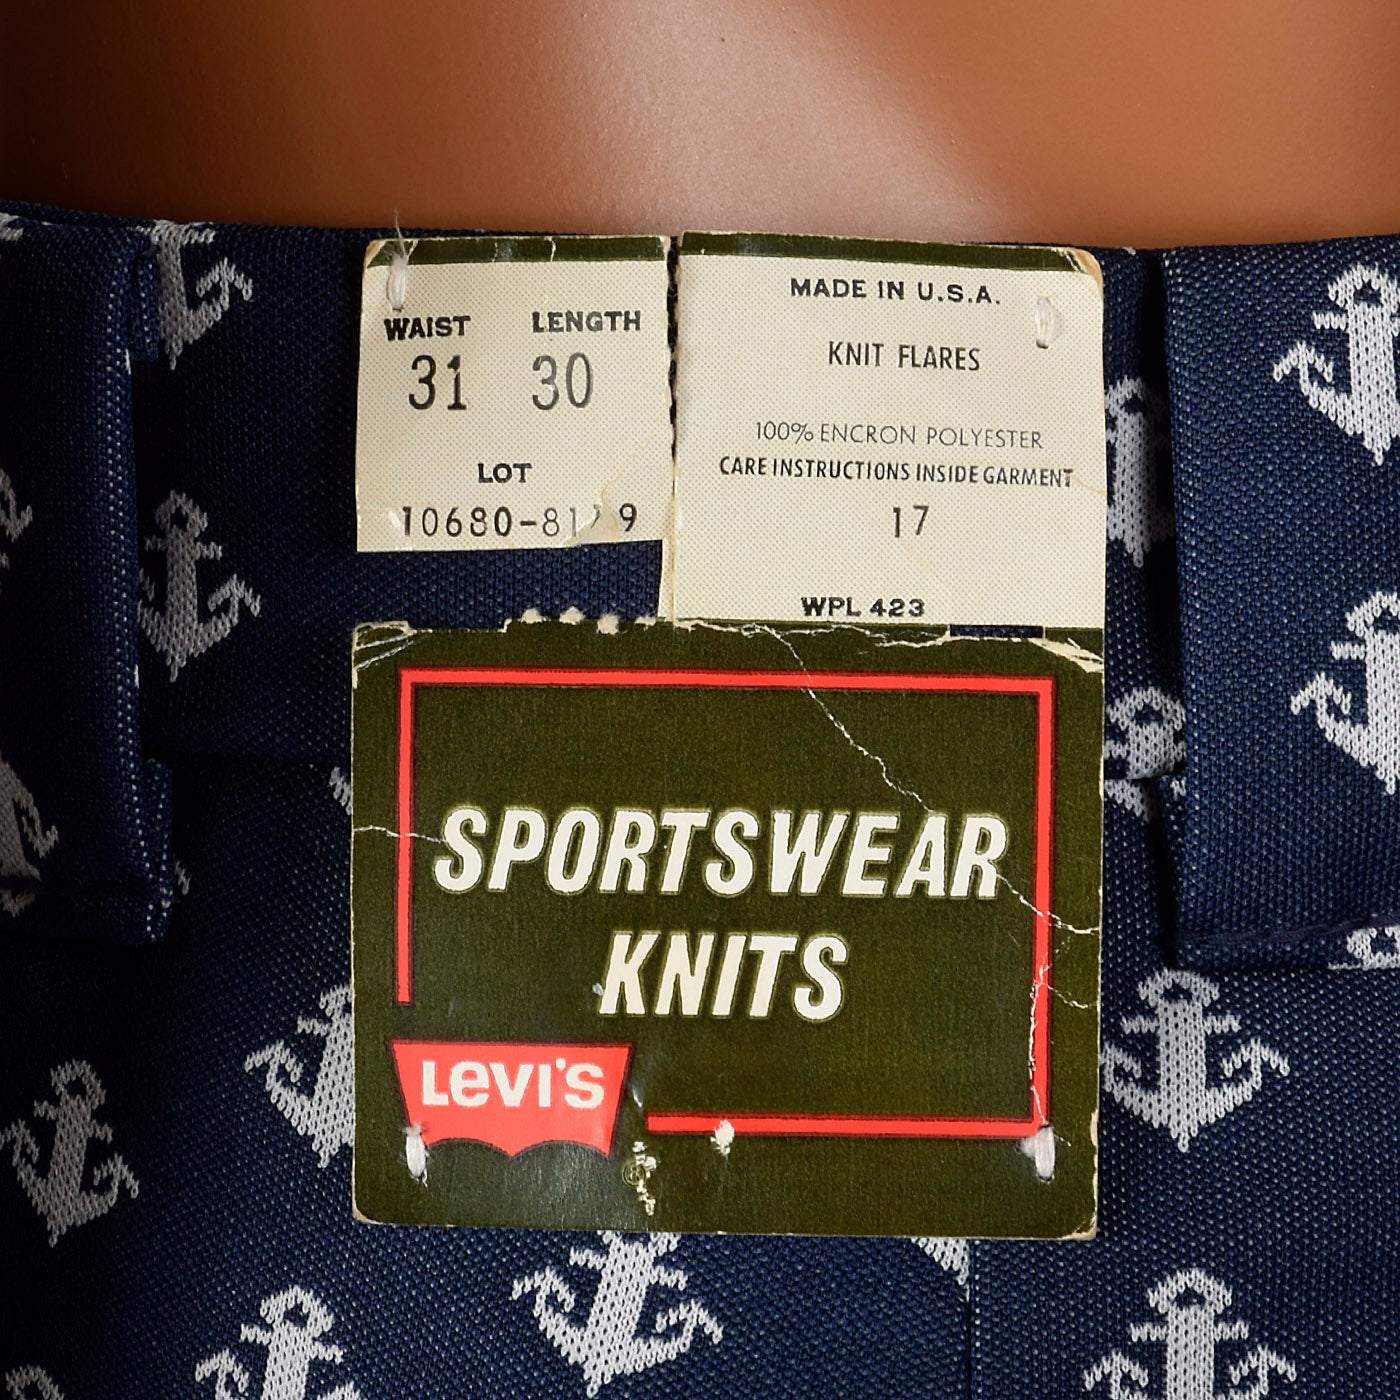 WAIST LENGTH
31 30
LOT
MADE IN U.S.A.
KNIT FLARES
100% ENCRON POLYESTER
CARE INSTRUCTIONS INSIDE GARMENT
17
WPL 423
SPORTSWEAR
KNITS
LEVI'S